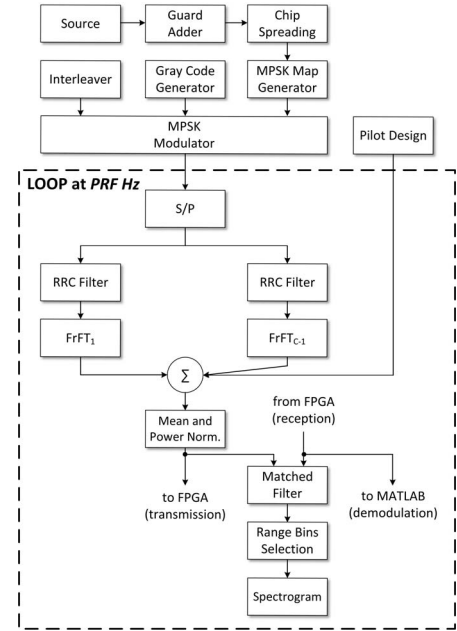 Source
Guard
Adder
Chip
Spreading
Interleaver
Gray Code
Generator
MPSK Map
Generator
MPSK
Modulator
Pilot Design
LOOP at PRF Hz
S/P
RRC Filter
RRC Filter
FrFT1
FrFTC-1
Σ
Mean and
Power Norm.
from FPGA
(reception)
to FPGA
(transmission)
Matched
Filter
to MATLAB
(demodulation)
Range Bins
Selection
Spectrogram